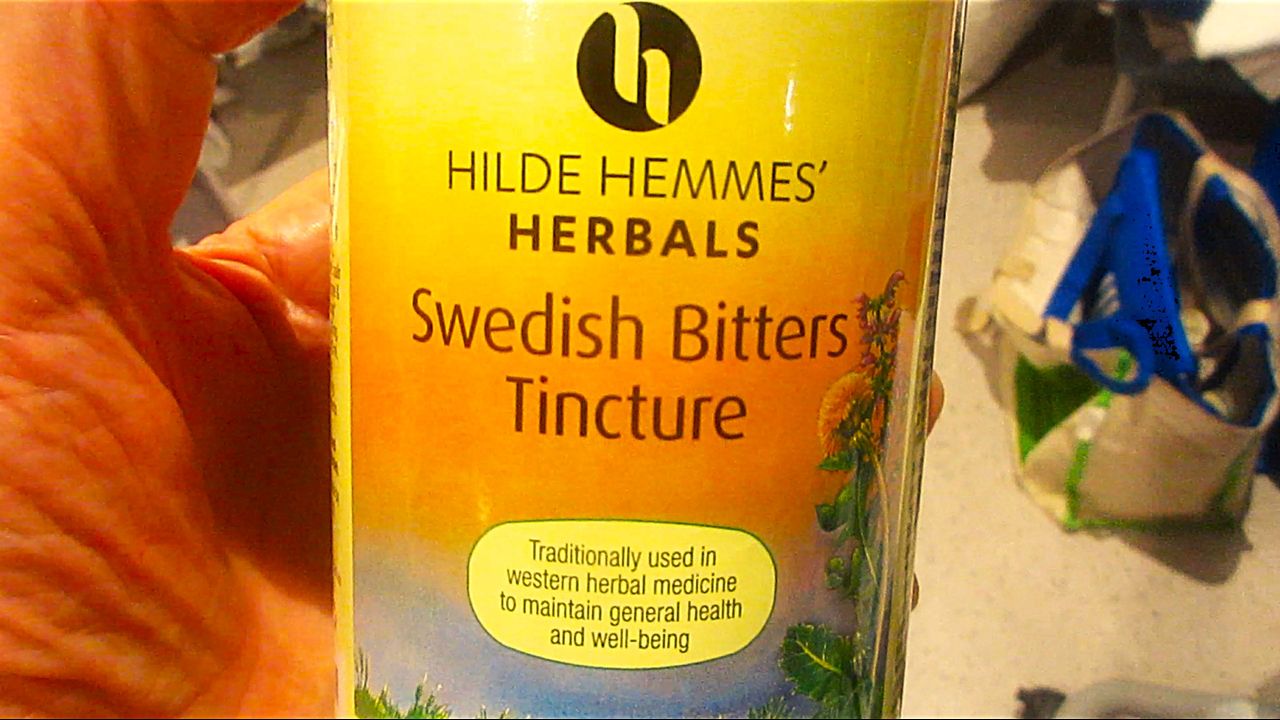 HILDE HEMMES'
HERBALS
Swedish Bitters
Tincture
Traditionally used in
western herbal medicine
to maintain general health
and well-being